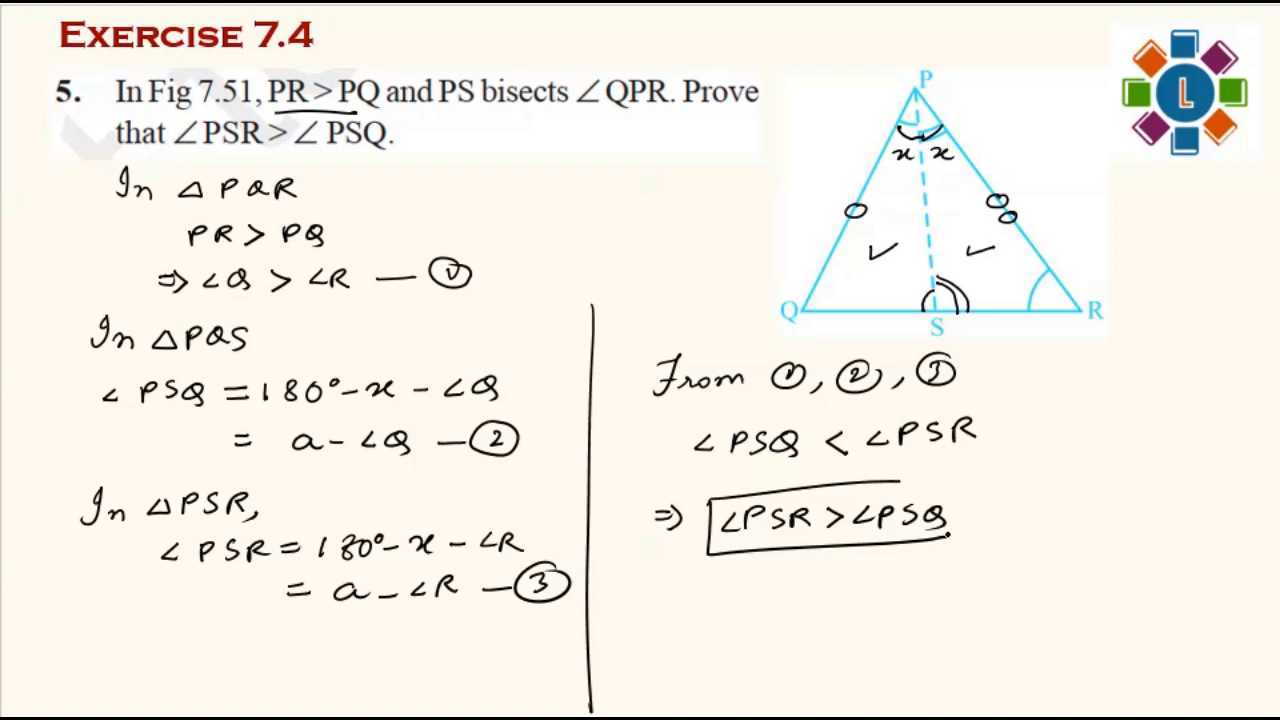 EXERCISE 7.4
5. In Fig 7.51, PR > PQ and PS bisects ∠QPR. Prove
that ∠PSR > ∠ PSQ.
In △ PQR
PR > PQ
⇒ ∠Q > ∠R — ①
In △PQS
∠ PSQ = 180° - x - ∠Q
= a - ∠Q — ②
In △PSR,
∠ PSR = 180° - x - ∠R
= a - ∠R — ③
P
x x
Q S R
L
From ①, ②, ③
∠ PSQ < ∠PSR
⇒ ∠PSR > ∠PSQ